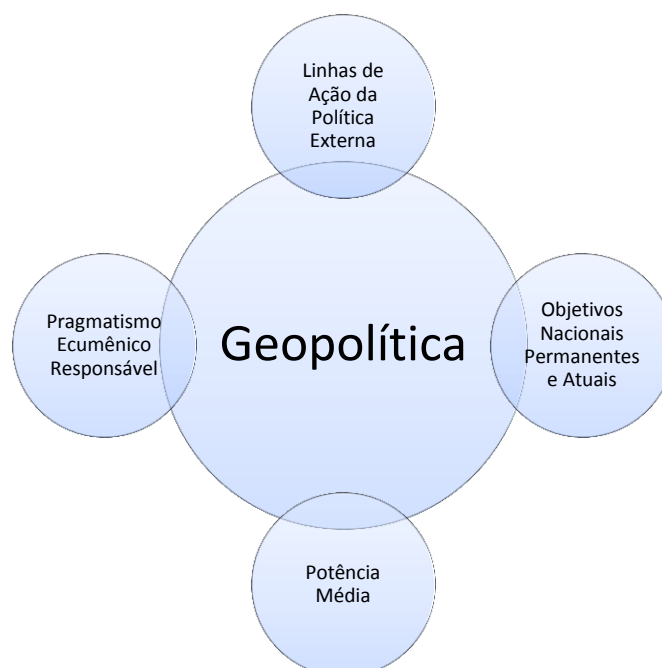 Linhas de
Ação da
Política
Externa
Pragmatismo
Ecumênico
Responsável
Geopolítica
Objetivos
Nacionais
Permanentes
e Atuais
Potência
Média